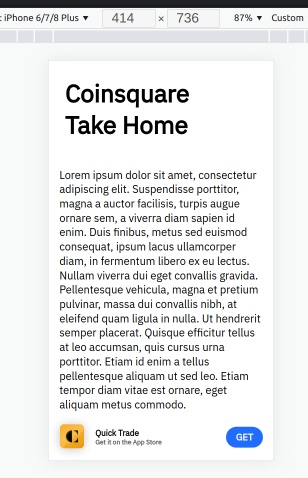 iPhone 6/7/8 Plus ▼ 414 × 736 87% ▼ Custom
Coinsquare
Take Home
Lorem ipsum dolor sit amet, consectetur
adipiscing elit. Suspendisse porttitor,
magna a auctor facilisis, turpis augue
ornare sem, a viverra diam sapien id
enim. Duis finibus, metus sed euismod
consequat, ipsum lacus ullamcorper
diam, in fermentum libero ex eu lectus.
Nullam viverra dui eget convallis gravida.
Pellentesque vehicula, magna et pretium
pulvinar, massa dui convallis nibh, at
eleifend quam ligula in nulla. Ut hendrerit
semper placerat. Quisque efficitur tellus
at leo accumsan, quis cursus urna
porttitor. Etiam id enim a tellus
pellentesque aliquam ut sed leo. Etiam
tempor diam vitae est ornare, eget
aliquam metus commodo.
Quick Trade
Get it on the App Store
GET